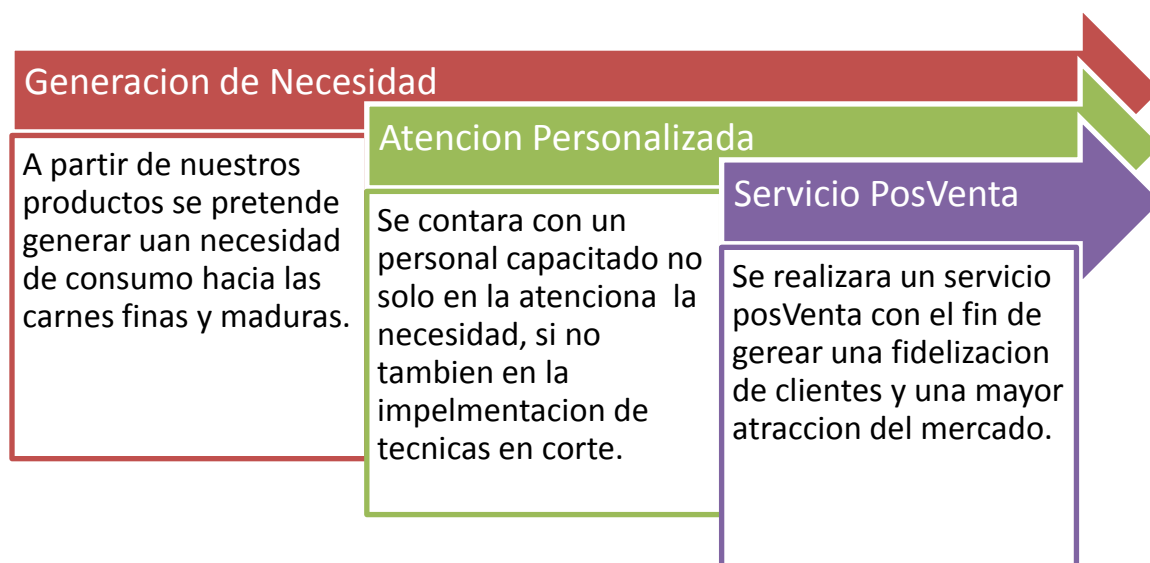 Generacion de Necesidad
A partir de nuestros
productos se pretende
generar uan necesidad
de consumo hacia las
carnes finas y maduras.
Atencion Personalizada
Se contara con un
personal capacitado no
solo en la atenciona  la
necesidad, si no
tambien en la
impelmentacion de
tecnicas en corte.
Servicio PosVenta
Se realizara un servicio
posVenta con el fin de
gerear una fidelizacion
de clientes y una mayor
atraccion del mercado.